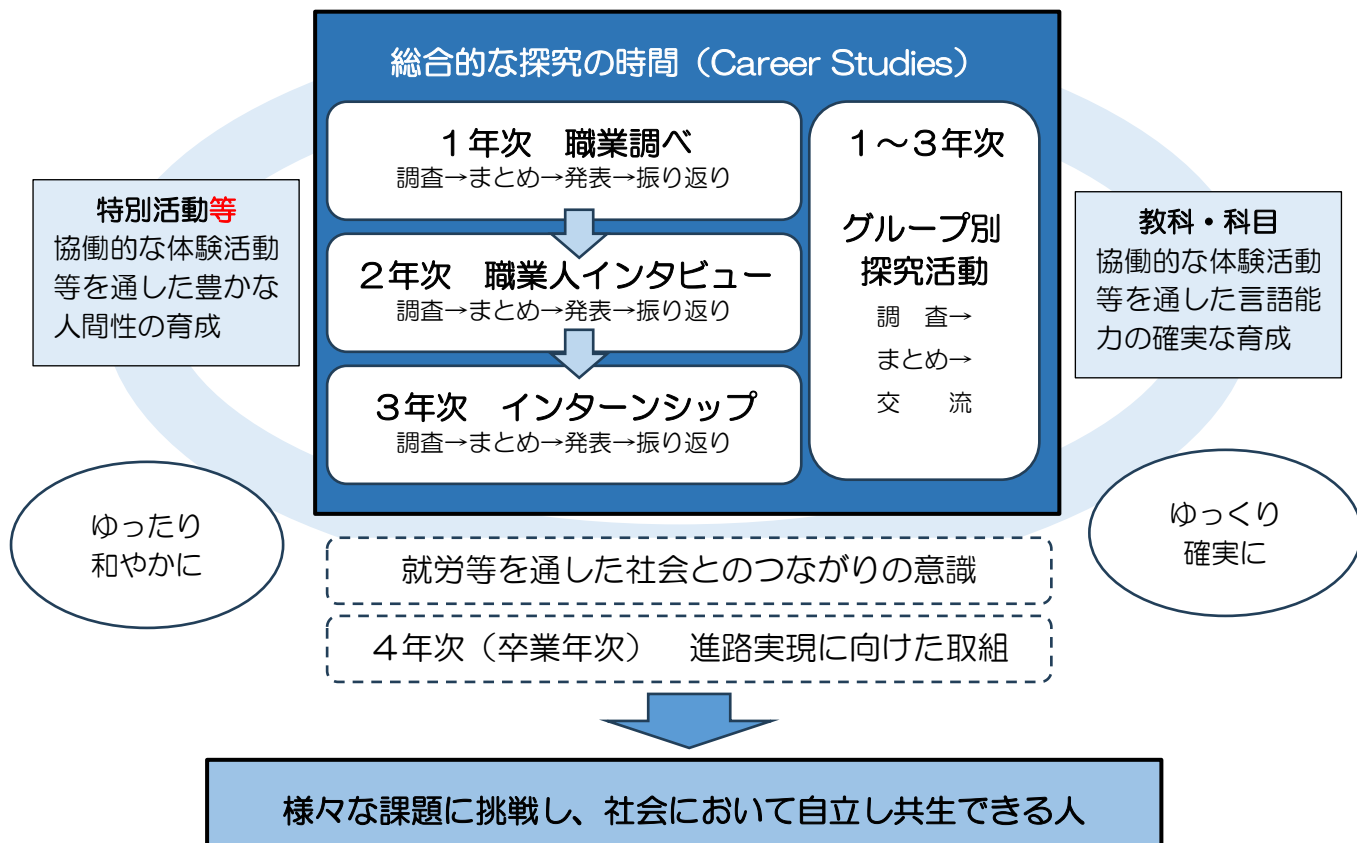 総合的な探究の時間（Career Studies）
１年次　職業調べ
調査→まとめ→発表→振り返り
２年次　職業人インタビュー
調査→まとめ→発表→振り返り
３年次　インターンシップ
調査→まとめ→発表→振り返り
１～３年次
グループ別
探究活動
調　査→
まとめ→
交　　流
特別活動等
協働的な体験活動
等を通した豊かな
人間性の育成
教科・科目
協働的な体験活動
等を通した言語能
力の確実な育成
ゆったり
和やかに
ゆっくり
確実に
就労等を通した社会とのつながりの意識
４年次（卒業年次）　進路実現に向けた取組
様々な課題に挑戦し、社会において自立し共生できる人